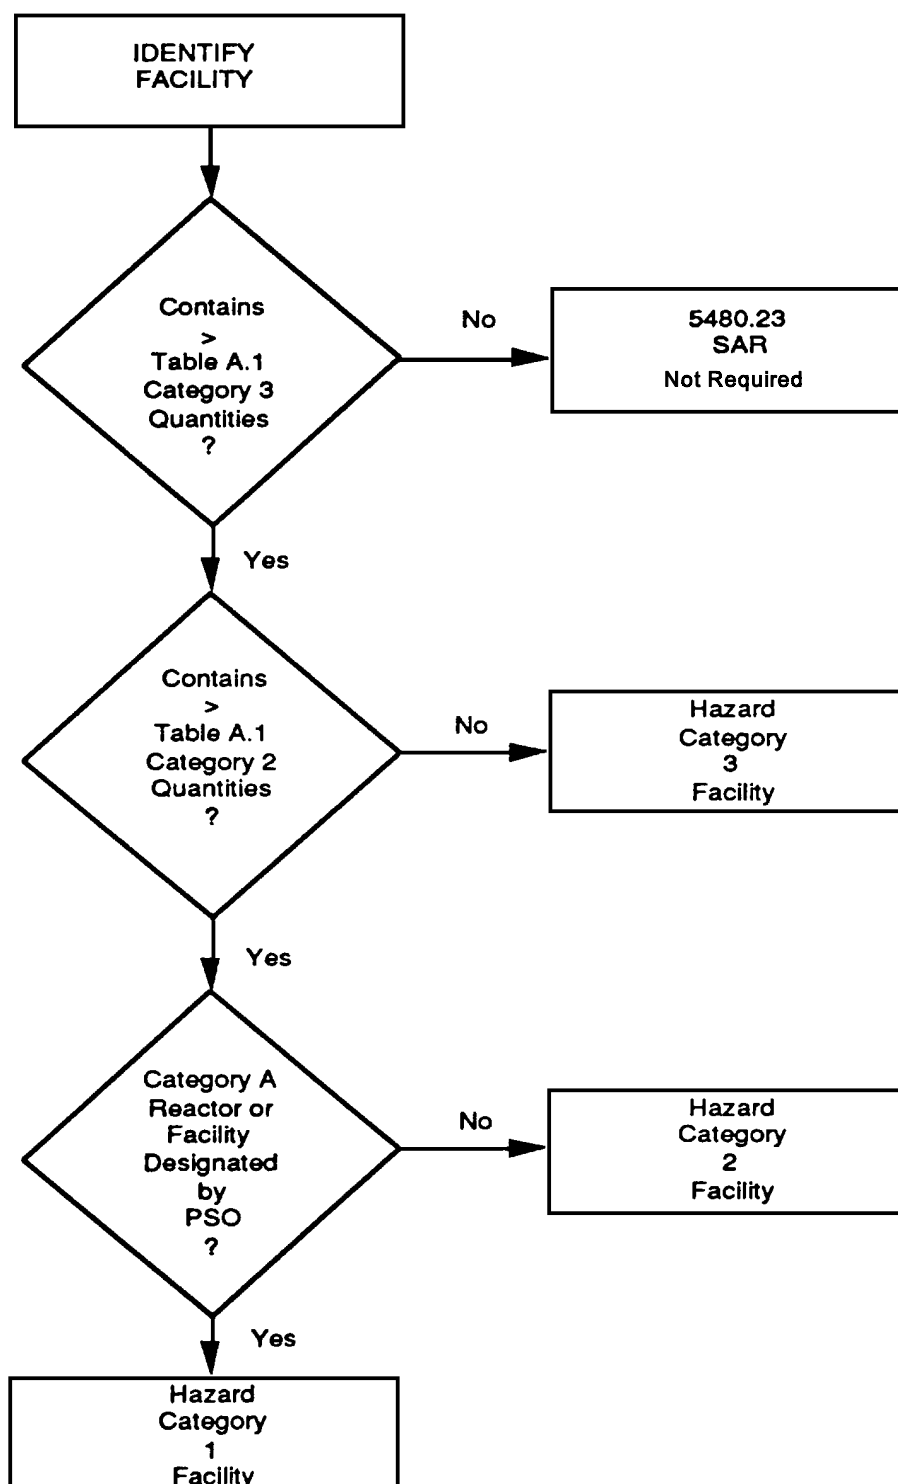 IDENTIFY
FACILITY
Contains
>
Table A.1
Category 3
Quantities
?
No
5480.23
SAR
Not Required
Yes
Contains
>
Table A.1
Category 2
Quantities
?
No
Hazard
Category
3
Facility
Yes
Category A
Reactor or
Facility
Designated
by
PSO
?
No
Hazard
Category
2
Facility
Yes
Hazard
Category
1
Facility